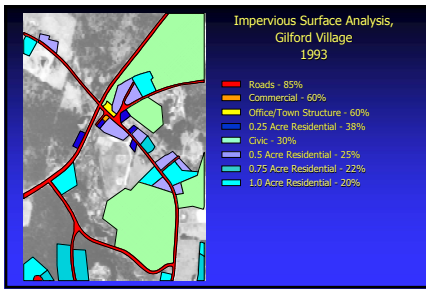 Impervious Surface Analysis,
Gilford Village
1993
Roads - 85%
Commercial - 60%
Office/Town Structure - 60%
0.25 Acre Residential - 38%
Civic - 30%
0.5 Acre Residential - 25%
0.75 Acre Residential - 22%
1.0 Acre Residential - 20%